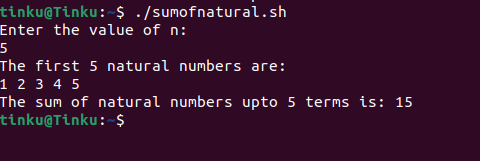 tinku@Tinku:~$ ./sumofnatural.sh
Enter the value of n:
5
The first 5 natural numbers are:
1 2 3 4 5
The sum of natural numbers upto 5 terms is: 15
tinku@Tinku:~$